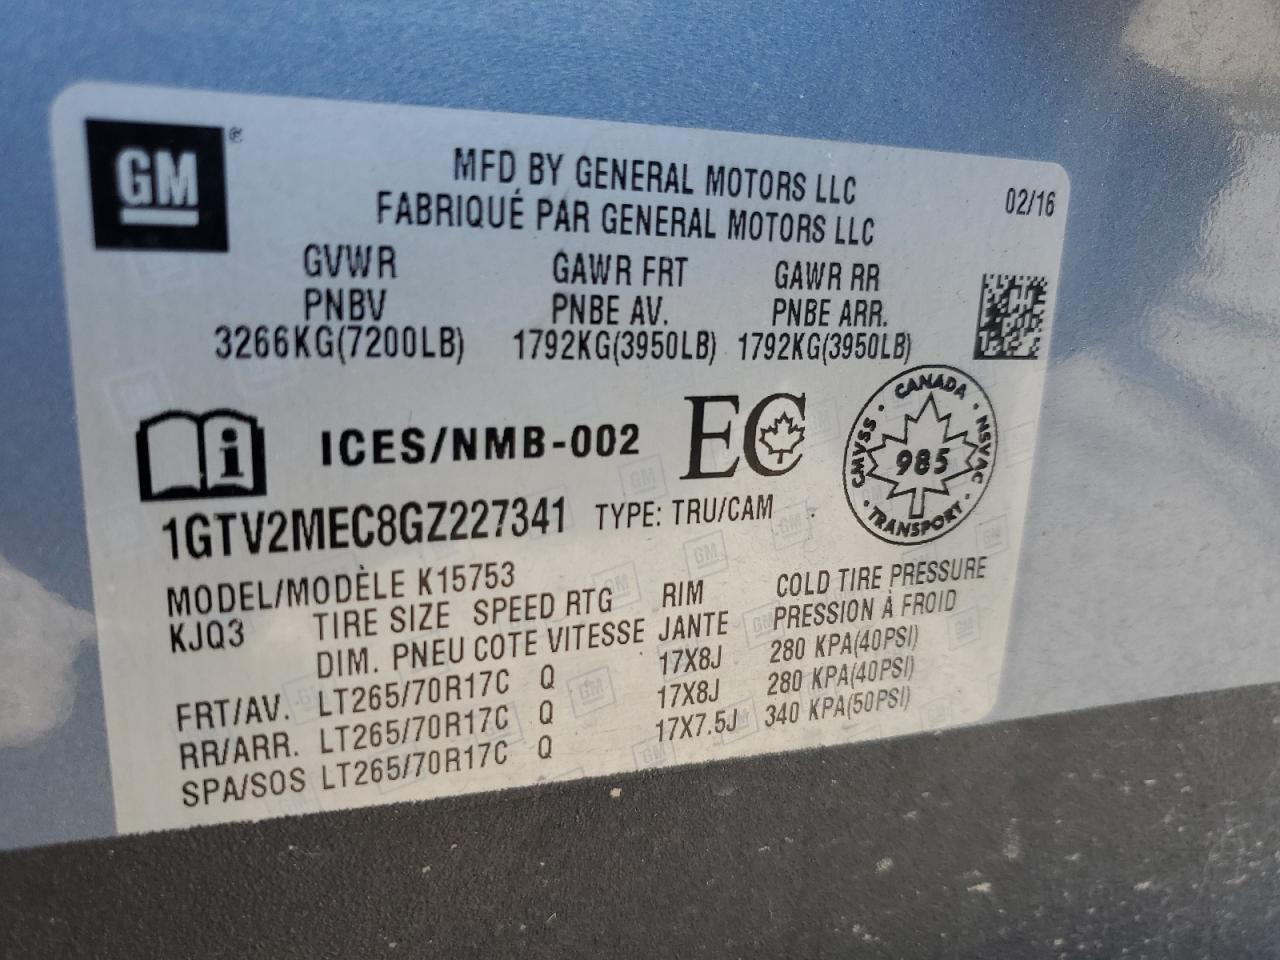 GM ®
MFD BY GENERAL MOTORS LLC
FABRIQUÉ PAR GENERAL MOTORS LLC
02/16
GVWR GAWR FRT GAWR RR
PNBV PNBE AV. PNBE ARR.
3266KG(7200LB) 1792KG(3950LB) 1792KG(3950LB)
i ICES/NMB-002 EC
CANADA
CMVSS 985 NSVAC
TRANSPORT
1GTV2MEC8GZ227341 TYPE: TRU/CAM
MODEL/MODÈLE K15753
KJQ3 TIRE SIZE SPEED RTG RIM COLD TIRE PRESSURE
DIM. PNEU COTE VITESSE JANTE PRESSION À FROID
FRT/AV. LT265/70R17C Q 17X8J 280 KPA(40PSI)
RR/ARR. LT265/70R17C Q 17X8J 280 KPA(40PSI)
SPA/SOS LT265/70R17C Q 17X7.5J 340 KPA(50PSI)